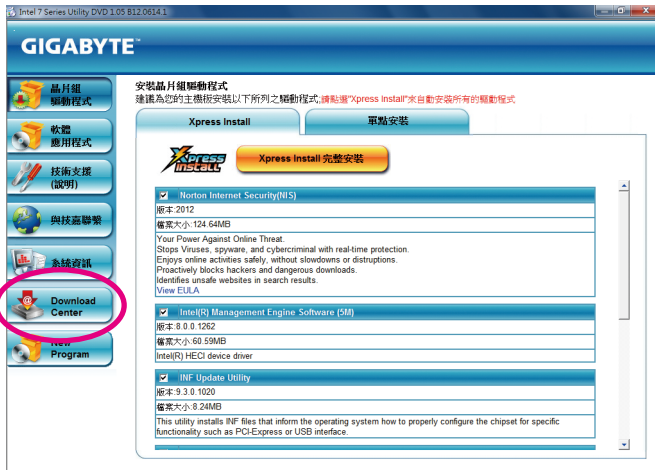 Intel 7 Series Utility DVD 1.05 B12.0614.1
GIGABYTE™
晶片組
驅動程式
軟體
應用程式
技術支援
(說明)
與技嘉聯繫
系統資訊
Download
Center
New
Program
安裝晶片組驅動程式
建議為您的主機板安裝以下所列之驅動程式;請點選"Xpress Install"來自動安裝所有的驅動程式
Xpress Install
單點安裝
Xpress
Install
Xpress Install 完整安裝
Norton Internet Security(NIS)
版本:2012
檔案大小:124.64MB
Your Power Against Online Threat.
Stops Viruses, spyware, and cybercriminal with real-time protection.
Enjoys online activities safely, without slowdowns or distruptions.
Proactively blocks hackers and dangerous downloads.
Identifies unsafe websites in search results.
View EULA
Intel(R) Management Engine Software (5M)
版本:8.0.0.1262
檔案大小:60.59MB
Intel(R) HECI device driver
INF Update Utility
版本:9.3.0.1020
檔案大小:8.24MB
This utility installs INF files that inform the operating system how to properly configure the chipset for specific
functionality such as PCI-Express or USB interface.